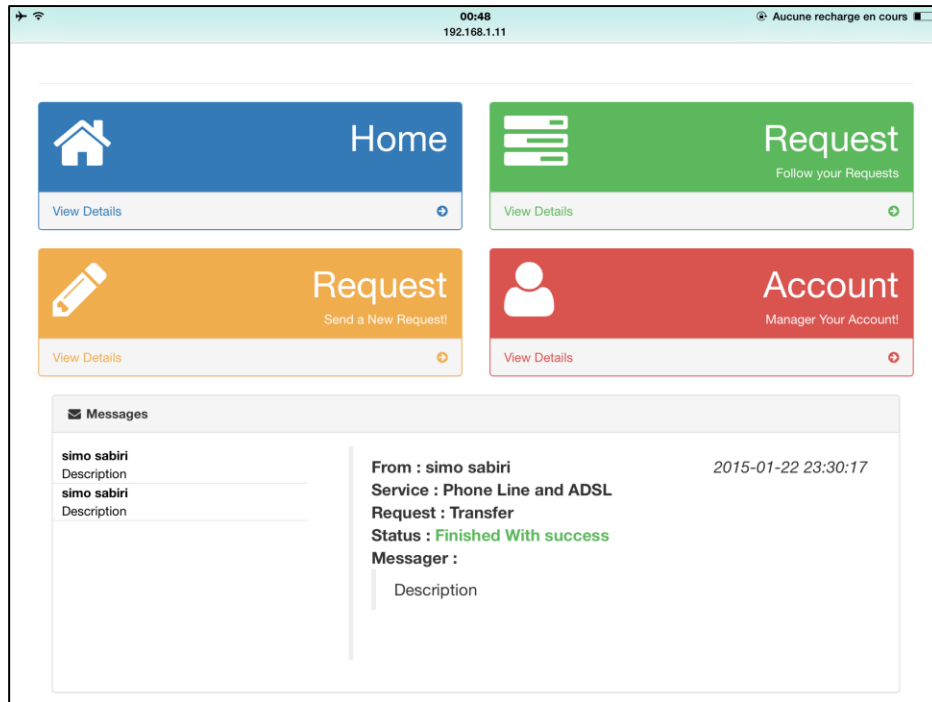 00:48
192.168.1.11
Aucune recharge en cours
Home
View Details
Request
Follow your Requests
View Details
Request
Send a New Request!
View Details
Account
Manager Your Account!
View Details
Messages
simo sabiri
Description
simo sabiri
Description
From : simo sabiri
2015-01-22 23:30:17
Service : Phone Line and ADSL
Request : Transfer
Status : Finished With success
Messager :
Description